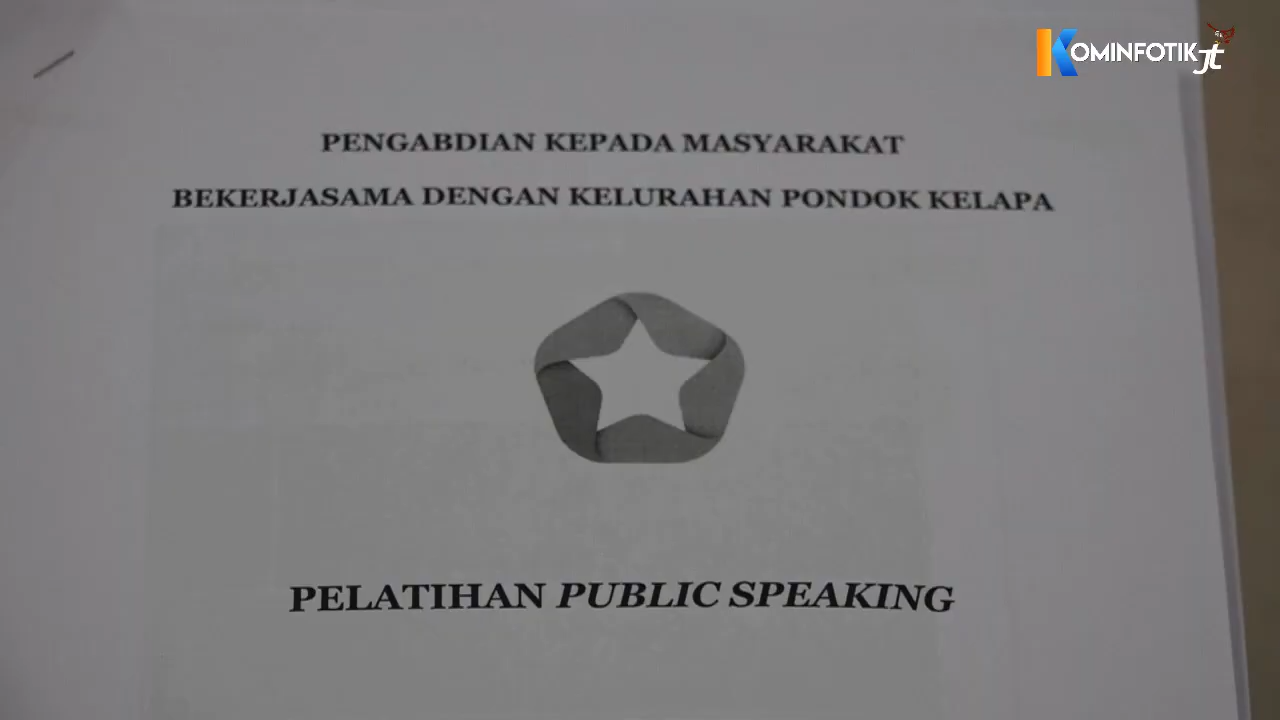 KOMINFOTIK JT
PENGABDIAN KEPADA MASYARAKAT
BEKERJASAMA DENGAN KELURAHAN PONDOK KELAPA
PELATIHAN PUBLIC SPEAKING